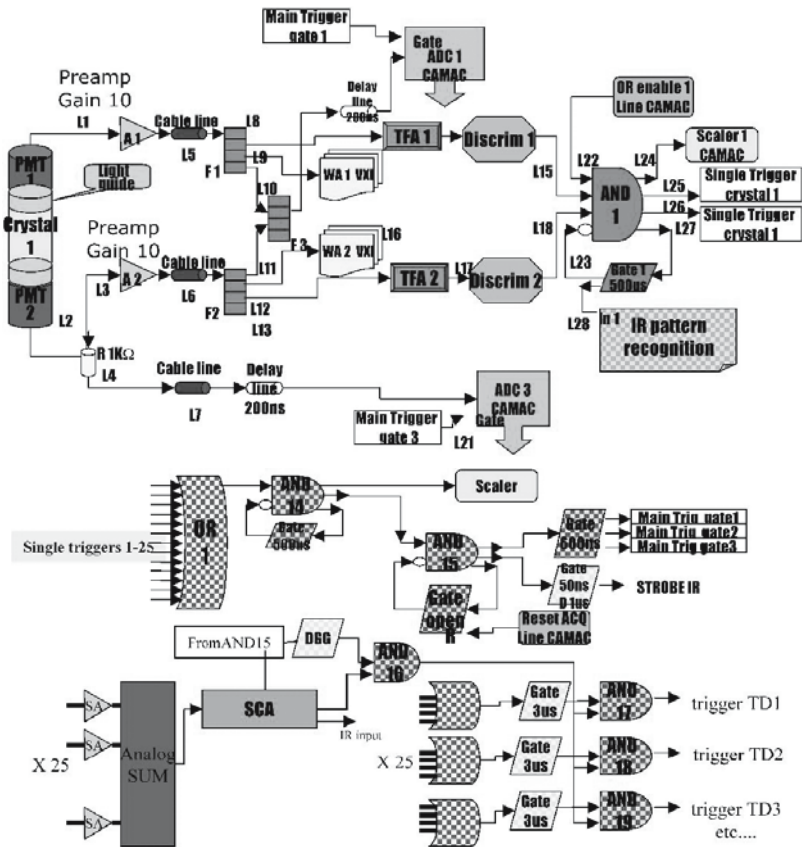 Main Trigger
gate 1
Gate
ADC 1
CAMAC
Preamp
Gain 10
L1
A 1
Cable line
L5
L8
F 1
L9
Delay
line
200ns
TFA 1
Discrim 1
L15
OR enable 1
Line CAMAC
L22
L24
Scaler 1
CAMAC
PMT
1
Light
guide
Crystal
1
PMT
2
WA 1 VXI
L10
F 3
AND
1
L25
Single Trigger
crystal 1
L26
Single Trigger
crystal 1
L27
Preamp
Gain 10
L3
A 2
Cable line
L6
L11
F2
L12
L13
WA 2 VXI
L16
TFA 2
L17
Discrim 2
L18
L23
Gate 1
500us
L28
In 1
IR pattern
recognition
L2
R 1KΩ
L4
Cable line
L7
Delay
line
200ns
ADC 3
CAMAC
Gate
Main Trigger
gate 3
L21
Single triggers 1-25
OR
1
AND
14
Gate
500us
Scaler
AND
15
Gate
500ns
Main Trig gate1
Main Trig gate2
Main Trig gate3
Gate
50ns
D 1us
STROBE IR
Gate
open
R
Reset ACQ
Line CAMAC
FromAND15
DGG
AND
16
SA
SA
SA
X 25
Analog
SUM
SCA
IR input
X 25
Gate
3us
AND
17
trigger TD1
Gate
3us
AND
18
trigger TD2
Gate
3us
AND
19
trigger TD3
etc....